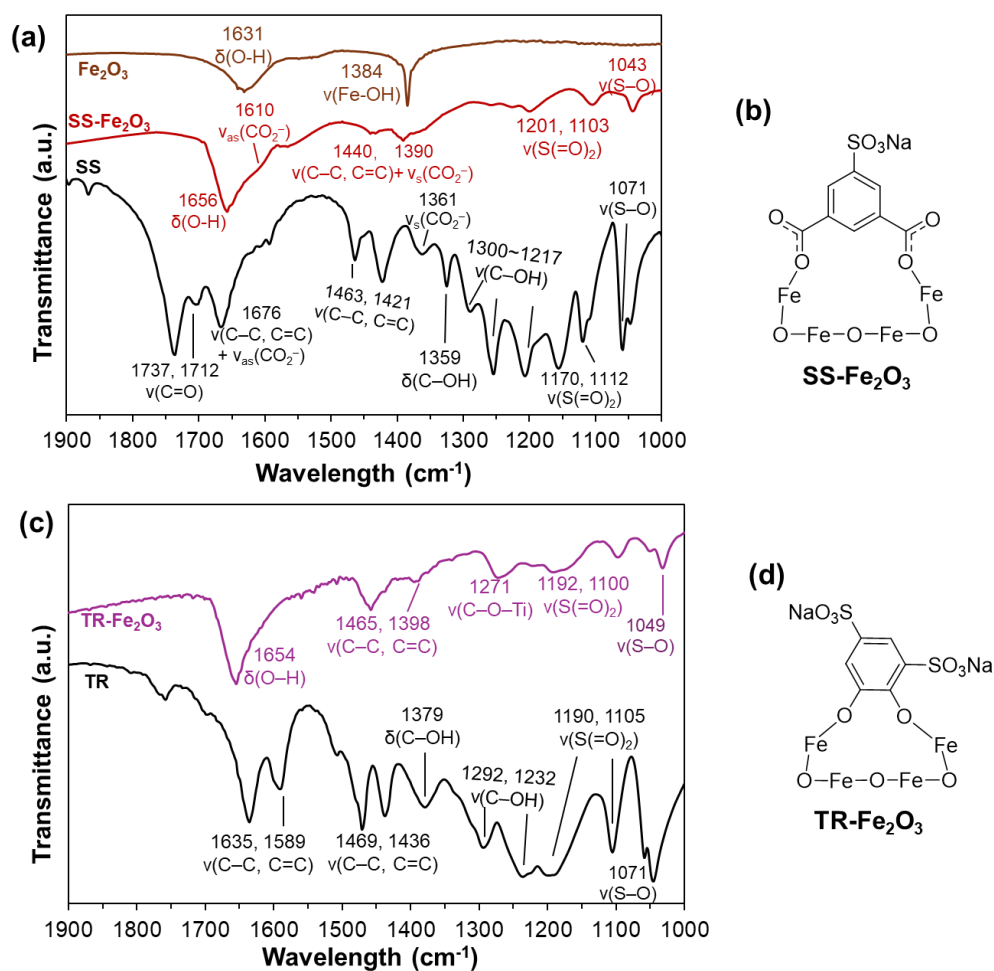 (a)
1631
δ(O-H)
Fe₂O₃
1384
ν(Fe-OH)
1043
ν(S–O)
1610
νas(CO₂⁻)
SS-Fe₂O₃
1201, 1103
ν(S(=O)₂)
1440, 1390
ν(C–C, C=C)+ νs(CO₂⁻)
SS
1656
δ(O-H)
1361
νs(CO₂⁻)
1071
ν(S–O)
1300~1217
ν(C–OH)
1463, 1421
ν(C–C, C=C)
1676
ν(C–C, C=C)
+ νas(CO₂⁻)
1737, 1712
ν(C=O)
1359
δ(C–OH)
1170, 1112
ν(S(=O)₂)
Transmittance (a.u.)
1900 1800 1700 1600 1500 1400 1300 1200 1100 1000
Wavelength (cm⁻¹)
(b)
SO₃Na
O O
O O
Fe Fe
O Fe O Fe O
SS-Fe₂O₃
(c)
1271
ν(C–O–Ti)
1192, 1100
ν(S(=O)₂)
TR-Fe₂O₃
1465, 1398
ν(C–C, C=C)
1049
ν(S–O)
1654
δ(O–H)
TR
1379
δ(C–OH)
1190, 1105
ν(S(=O)₂)
1292, 1232
ν(C–OH)
1635, 1589
ν(C–C, C=C)
1469, 1436
ν(C–C, C=C)
1071
ν(S–O)
Transmittance (a.u.)
1900 1800 1700 1600 1500 1400 1300 1200 1100 1000
Wavelength (cm⁻¹)
(d)
NaO₃S
SO₃Na
O O
Fe Fe
O Fe O Fe O
TR-Fe₂O₃